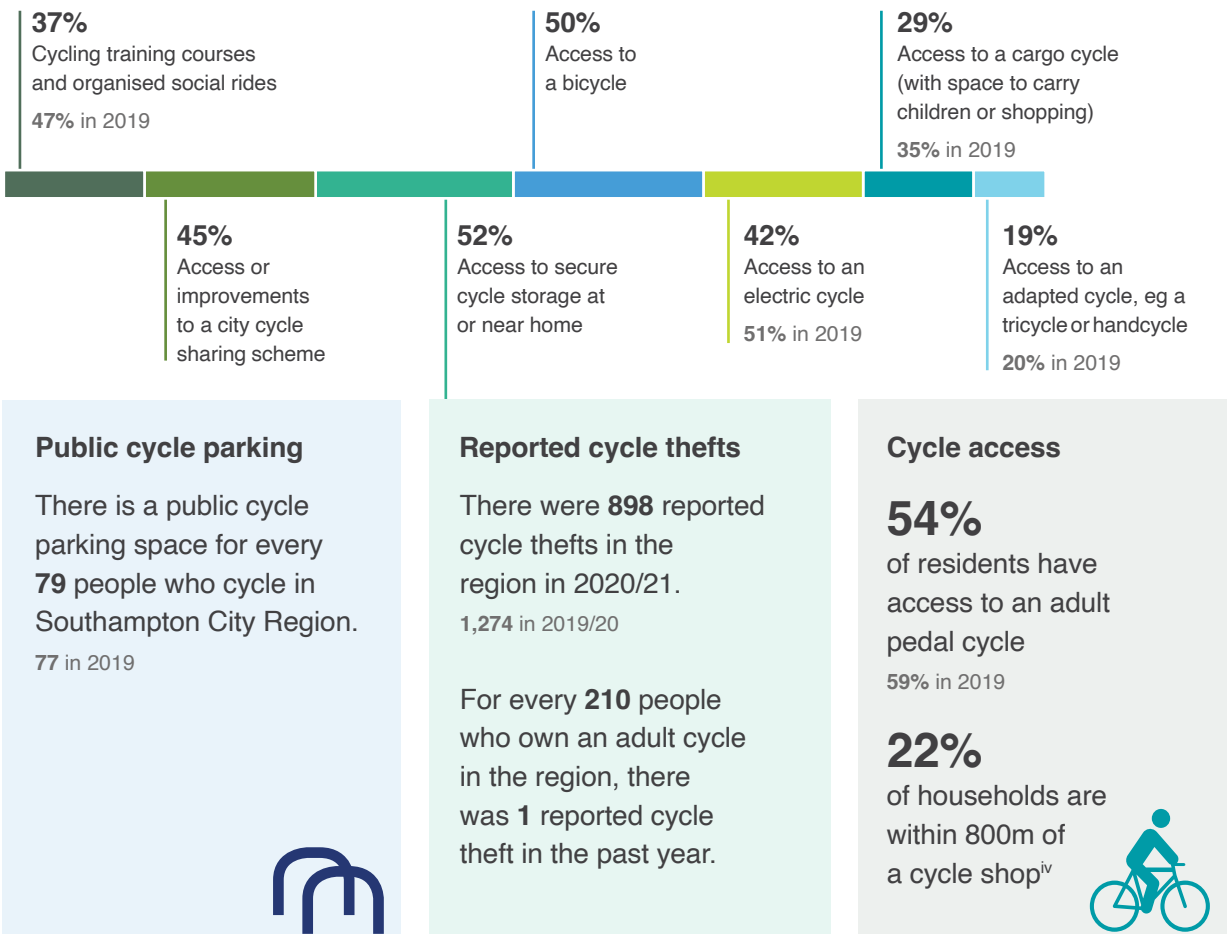 37%
Cycling training courses
and organised social rides
47% in 2019
50%
Access to
a bicycle
29%
Access to a cargo cycle
(with space to carry
children or shopping)
35% in 2019
45%
Access or
improvements
to a city cycle
sharing scheme
52%
Access to secure
cycle storage at
or near home
42%
Access to an
electric cycle
51% in 2019
19%
Access to an
adapted cycle, eg a
tricycle or handcycle
20% in 2019
Public cycle parking
There is a public cycle
parking space for every
79 people who cycle in
Southampton City Region.
77 in 2019
Reported cycle thefts
There were 898 reported
cycle thefts in the
region in 2020/21.
1,274 in 2019/20
For every 210 people
who own an adult cycle
in the region, there
was 1 reported cycle
theft in the past year.
Cycle access
54%
of residents have
access to an adult
pedal cycle
59% in 2019
22%
of households are
within 800m of
a cycle shop^iv